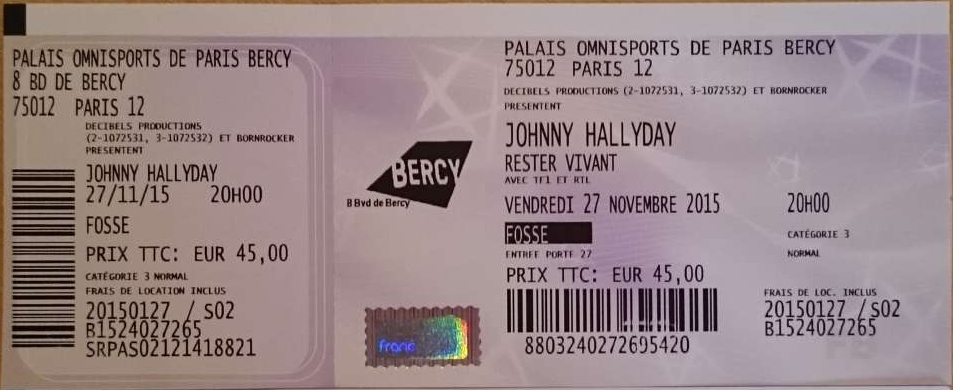 PALAIS OMNISPORTS DE PARIS BERCY
8 BD DE BERCY
75012 PARIS 12
DECIBELS PRODUCTIONS
(2-1072531, 3-1072532) ET BORNROCKER
PRESENTENT
JOHNNY HALLYDAY
27/11/15 20H00
FOSSE
PRIX TTC: EUR 45,00
CATÉGORIE 3 NORMAL
FRAIS DE LOCATION INCLUS
20150127 / S02
B1524027265
SRPAS02121418821
BERCY
8 Bvd de Bercy
franc
PALAIS OMNISPORTS DE PARIS BERCY
75012 PARIS 12
DECIBELS PRODUCTIONS (2-1072531, 3-1072532) ET BORNROCKER
PRESENTENT
JOHNNY HALLYDAY
RESTER VIVANT
AVEC TF1 ET RTL
VENDREDI 27 NOVEMBRE 2015 20H00
FOSSE CATÉGORIE 3
ENTREE PORTE 27 NORMAL
PRIX TTC: EUR 45,00
8803240272695420
FRAIS DE LOC. INCLUS
20150127 / S02
B1524027265